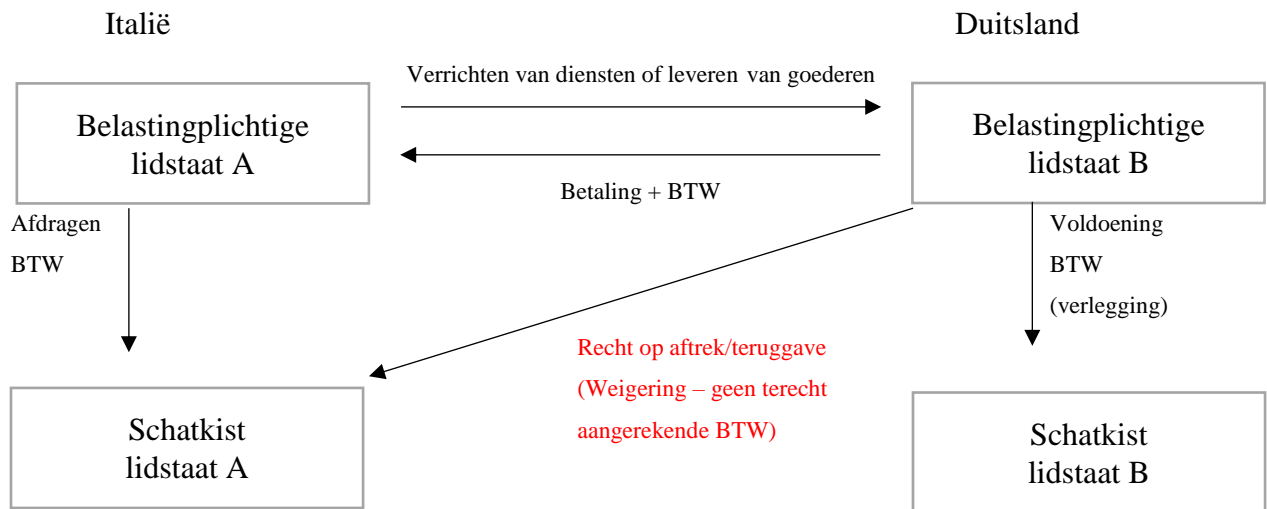 Italië
Duitsland
Verrichten van diensten of leveren van goederen
Belastingplichtige
lidstaat A
Belastingplichtige
lidstaat B
Betaling + BTW
Afdragen
BTW
Voldoening
BTW
(verlegging)
Recht op aftrek/teruggave
(Weigering – geen terecht
aangerekende BTW)
Schatkist
lidstaat A
Schatkist
lidstaat B